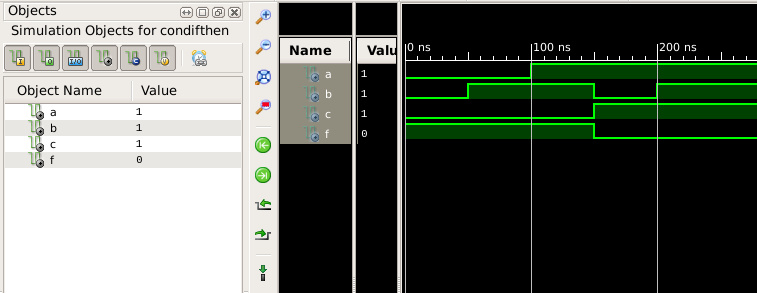 Objects
Simulation Objects for condifthen
Object Name Value
a 1
b 1
c 1
f 0
Name Valu
a 1
b 1
c 1
f 0
0 ns 100 ns 200 ns